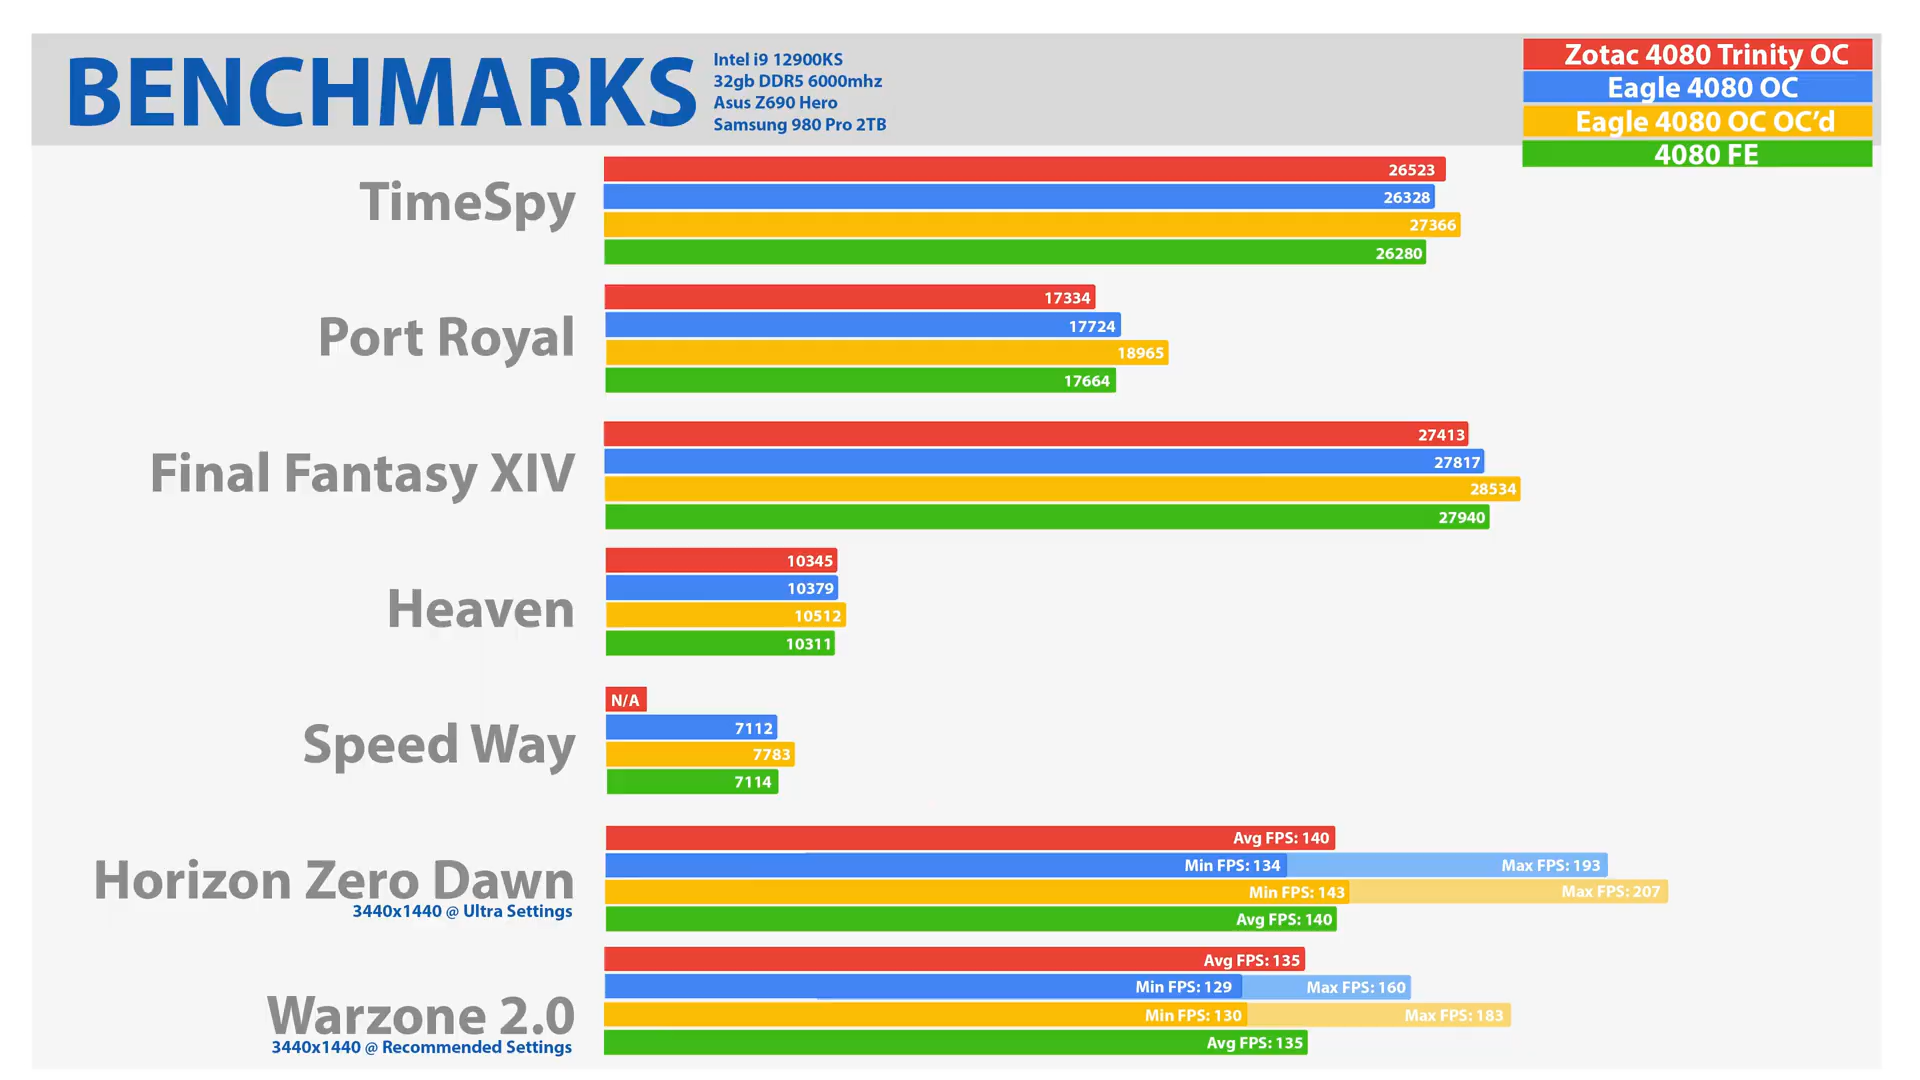 BENCHMARKS
Intel i9 12900KS
32gb DDR5 6000mhz
Asus Z690 Hero
Samsung 980 Pro 2TB
Zotac 4080 Trinity OC
Eagle 4080 OC
Eagle 4080 OC OC’d
4080 FE
TimeSpy
26523
26328
27366
26280
Port Royal
17334
17724
18965
17664
Final Fantasy XIV
27413
27817
28534
27940
Heaven
10345
10379
10512
10311
Speed Way
N/A
7112
7783
7114
Horizon Zero Dawn
3440x1440 @ Ultra Settings
Avg FPS: 140
Min FPS: 134 Max FPS: 193
Min FPS: 143 Max FPS: 207
Avg FPS: 140
Warzone 2.0
3440x1440 @ Recommended Settings
Avg FPS: 135
Min FPS: 129 Max FPS: 160
Min FPS: 130 Max FPS: 183
Avg FPS: 135